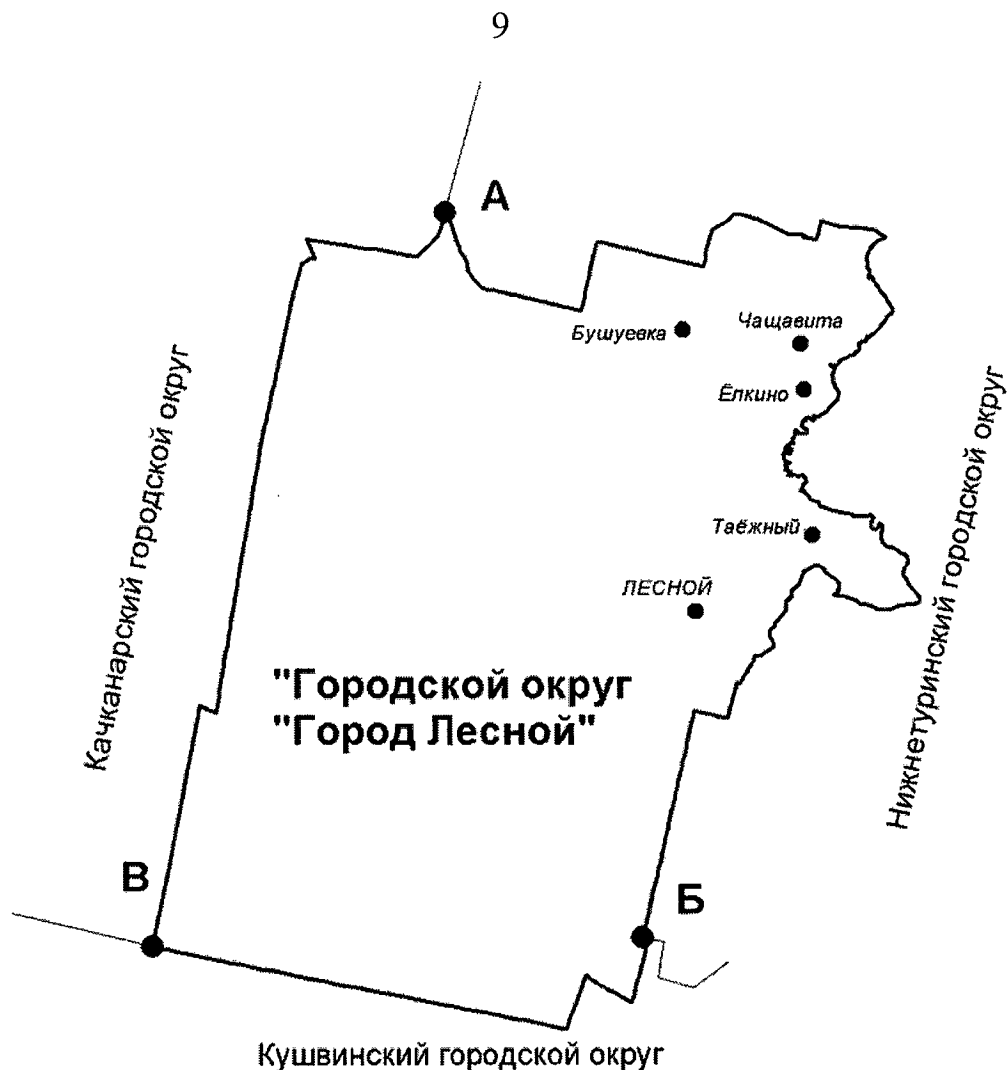 9
А
Бушуевка
Чащавита
Ёлкино
Качканарский городской округ
Нижнетуринский городской округ
Таёжный
ЛЕСНОЙ
"Городской округ
"Город Лесной"
В
Б
Кушвинский городской округ